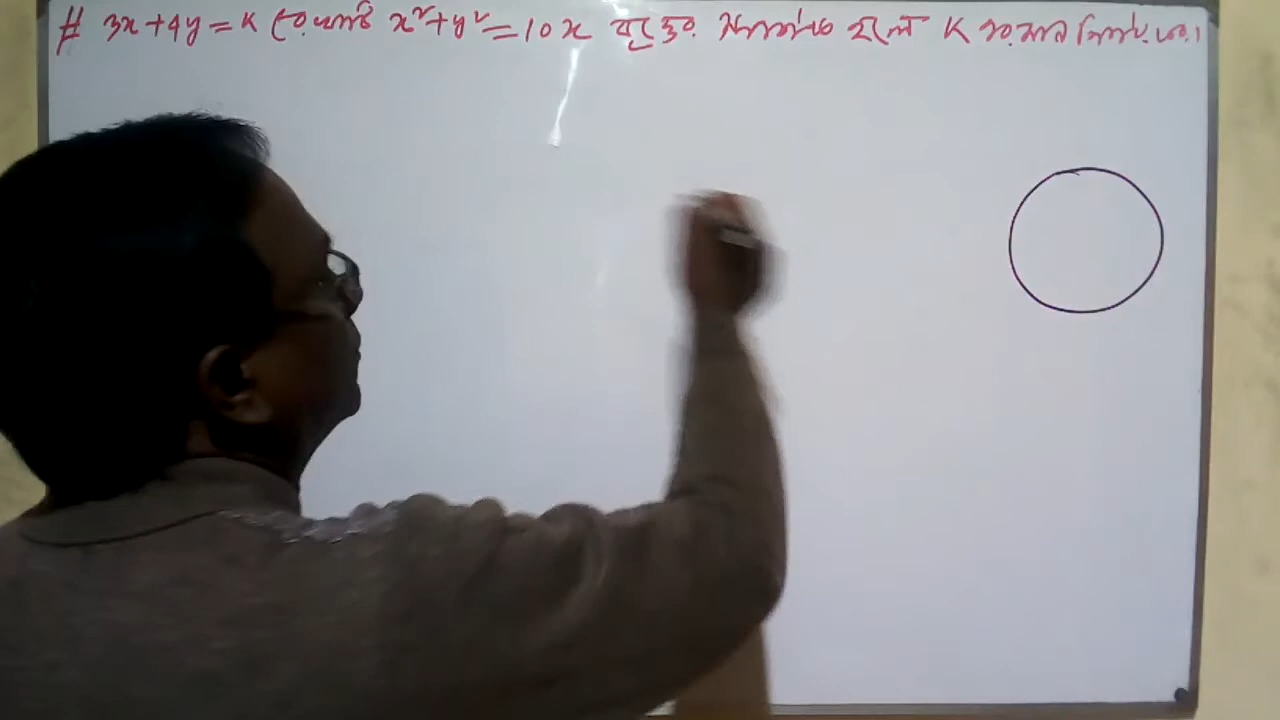 # 3x+4y=K রেখাটি x²+y²=10x বৃত্তের স্পর্শক হলে K এর মান নির্ণয় কর।